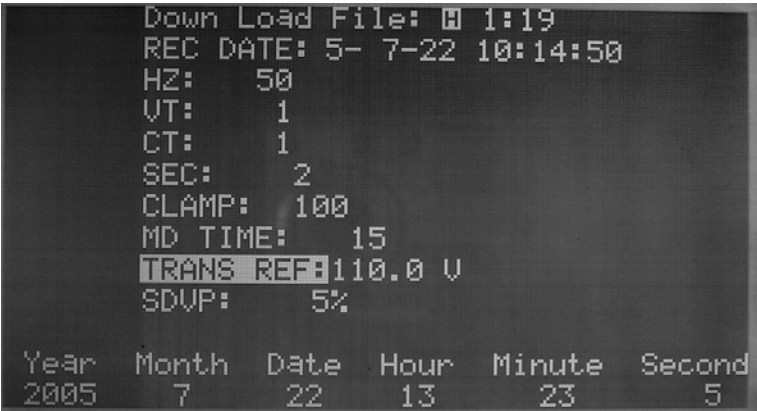 Down Load File: H 1:19
REC DATE: 5- 7-22 10:14:50
HZ: 50
VT: 1
CT: 1
SEC: 2
CLAMP: 100
MD TIME: 15
TRANS REF:110.0 V
SDVP: 5%
Year Month Date Hour Minute Second
2005 7 22 13 23 5